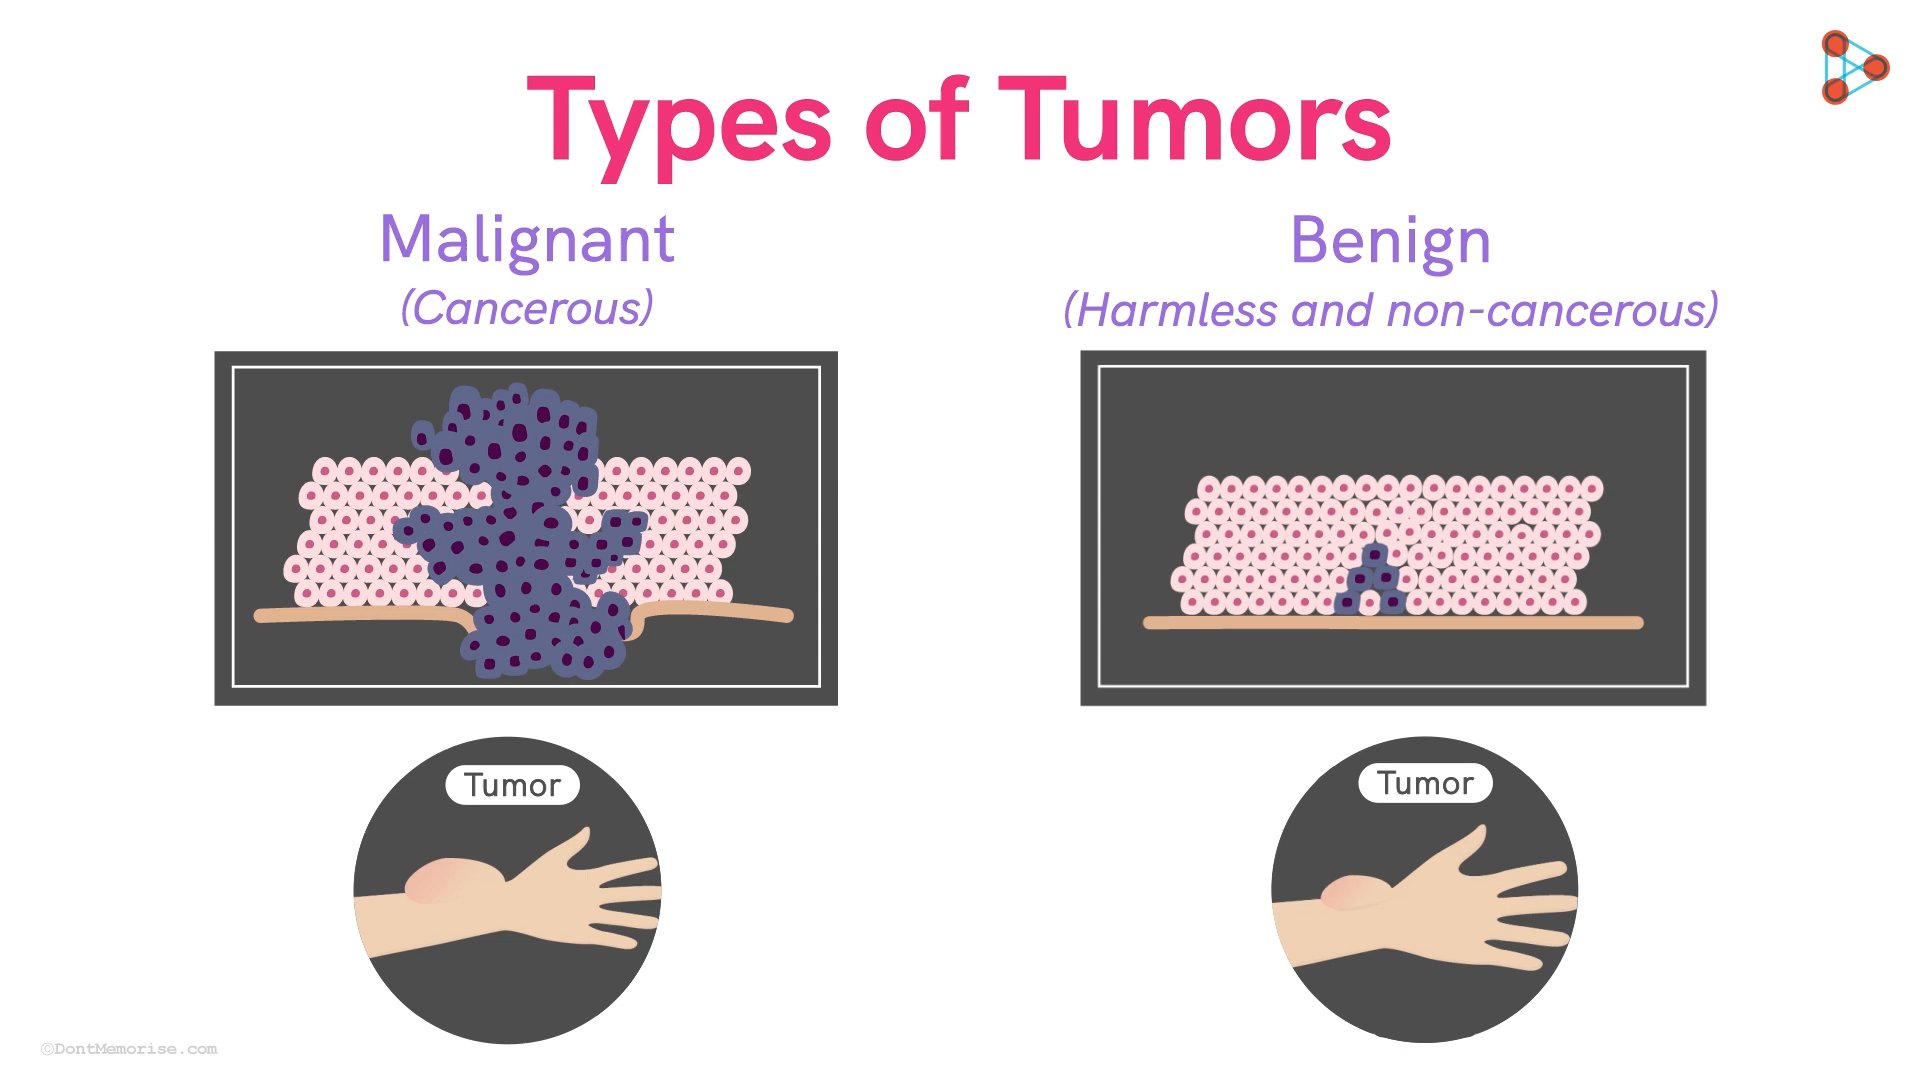 Types of Tumors
Malignant
(Cancerous)
Benign
(Harmless and non-cancerous)
Tumor
Tumor
©DontMemorise.com